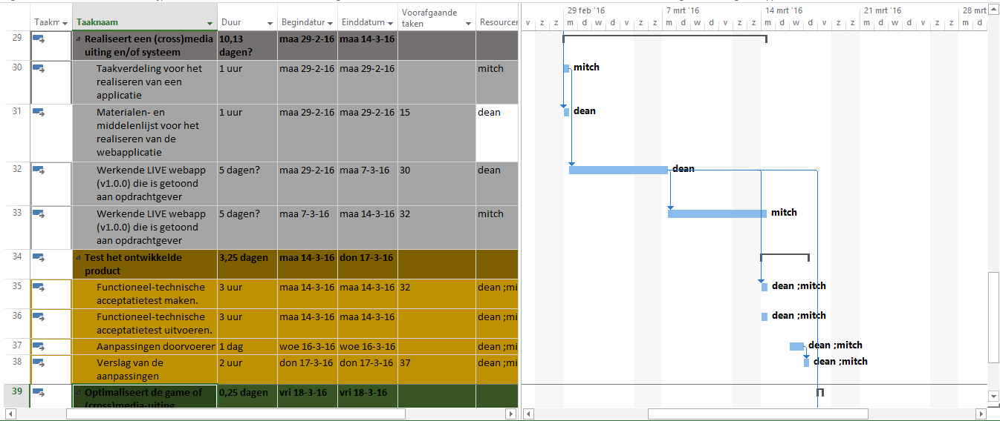 29 feb '16 7 mrt '16 14 mrt '16 21 mrt '16 28 mrt
Taakm Taaknaam Duur Begindatum Einddatum Voorafgaande taken Resourcen
v z z m d w d v z z m d w d v z z m d w d v z z m d w d v z z m d
29 Realiseert een (cross)media 10,13 maa 29-2-16 maa 14-3-16
uiting en/of systeem dagen?
30 Taakverdeling voor het 1 uur maa 29-2-16 maa 29-2-16 mitch
realiseren van een
applicatie
mitch
31 Materialen- en 1 uur maa 29-2-16 maa 29-2-16 15 dean
middelenlijst voor het
realiseren van de
webapplicatie
dean
32 Werkende LIVE webapp 5 dagen? maa 29-2-16 maa 7-3-16 30 dean
(v1.0.0) die is getoond
aan opdrachtgever
dean
33 Werkende LIVE webapp 5 dagen? maa 7-3-16 maa 14-3-16 32 mitch
(v1.0.0) die is getoond
aan opdrachtgever
mitch
34 Test het ontwikkelde 3,25 dagen maa 14-3-16 don 17-3-16
product
35 Functioneel-technische 3 uur maa 14-3-16 maa 14-3-16 32 dean ;mi
acceptatietest maken.
dean ;mitch
36 Functioneel-technische 3 uur maa 14-3-16 maa 14-3-16 dean ;mi
acceptatietest uitvoeren.
dean ;mitch
37 Aanpassingen doorvoeren 1 dag woe 16-3-16 woe 16-3-16 dean ;mi
dean ;mitch
38 Verslag van de 2 uur don 17-3-16 don 17-3-16 37 dean ;mi
aanpassingen
dean ;mitch
39 Optimaliseert de game of 0,25 dagen vri 18-3-16 vri 18-3-16
(cross)media-uiting